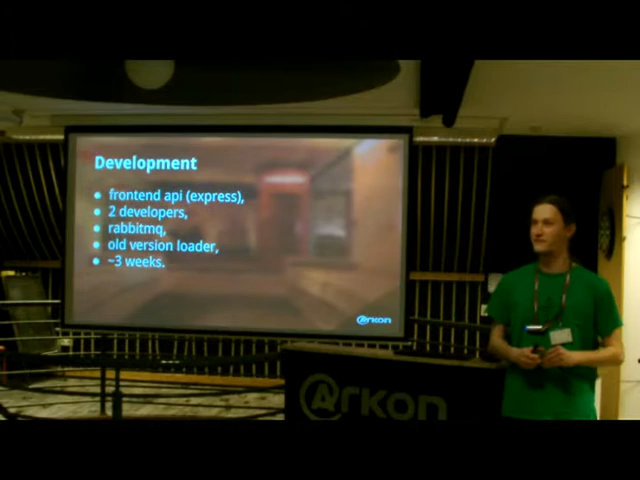 Development
frontend api (express),
2 developers,
rabbitmq,
old version loader,
~3 weeks.
arkon
arkon